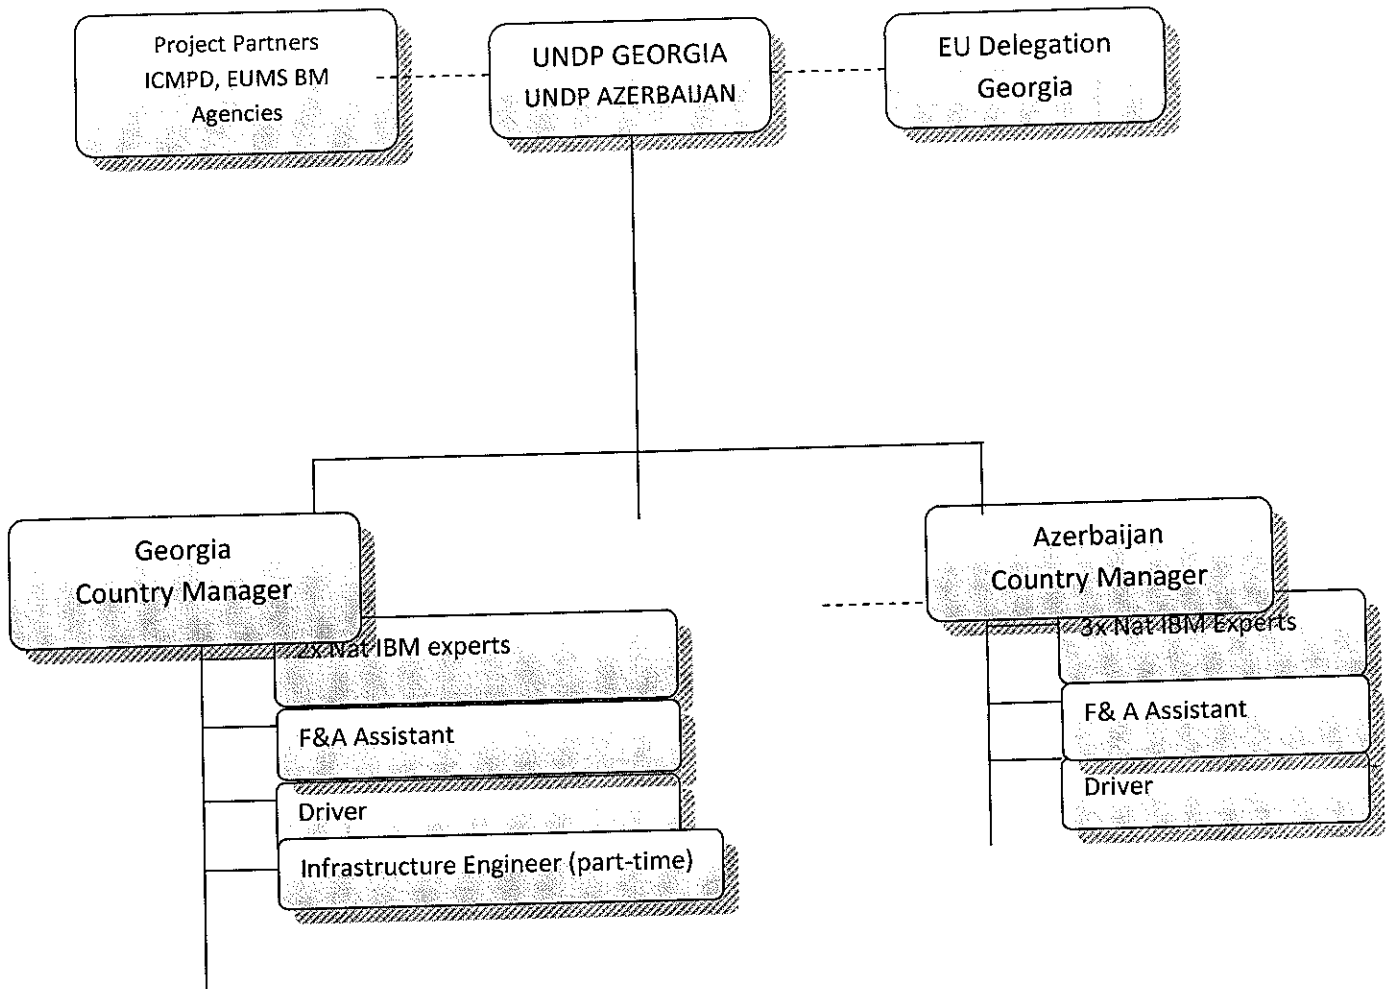 Project Partners
ICMPD, EUMS BM
Agencies
UNDP GEORGIA
UNDP AZERBAIJAN
EU Delegation
Georgia
Georgia
Country Manager
2x Nat IBM experts
F&A Assistant
Driver
Infrastructure Engineer (part-time)
Azerbaijan
Country Manager
3x Nat IBM Experts
F& A Assistant
Driver